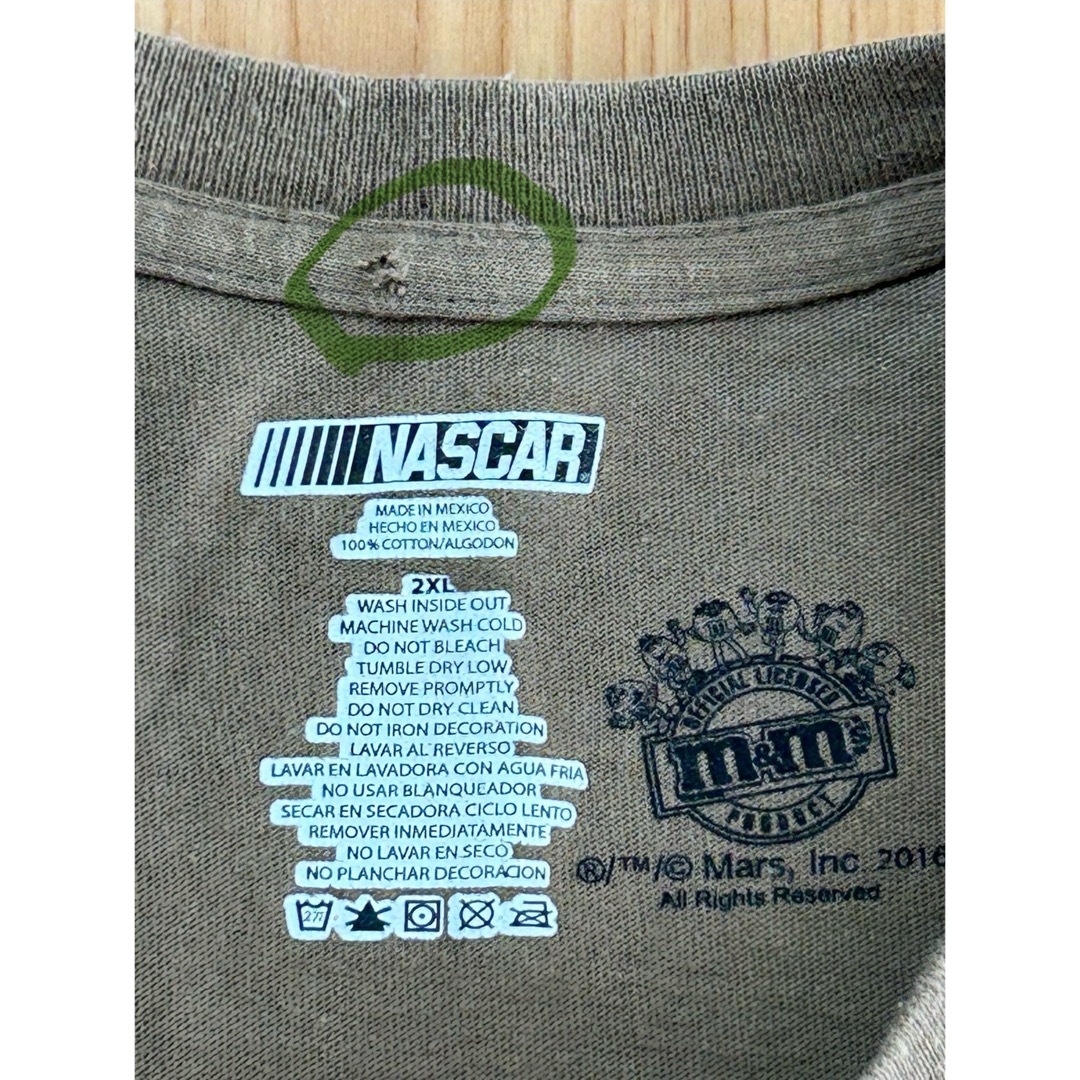 NASCAR
MADE IN MEXICO
HECHO EN MEXICO
100% COTTON/ALGODON
2XL
WASH INSIDE OUT
MACHINE WASH COLD
DO NOT BLEACH
TUMBLE DRY LOW
REMOVE PROMPTLY
DO NOT DRY CLEAN
DO NOT IRON DECORATION
LAVAR AL REVERSO
LAVAR EN LAVADORA CON AGUA FRIA
NO USAR BLANQUEADOR
SECAR EN SECADORA CICLO LENTO
REMOVER INMEDIATAMENTE
NO LAVAR EN SECO
NO PLANCHAR DECORACION
OFFICIAL LICENSED
m&m's
PRODUCT
®/™/© Mars, Inc 2016
All Rights Reserved